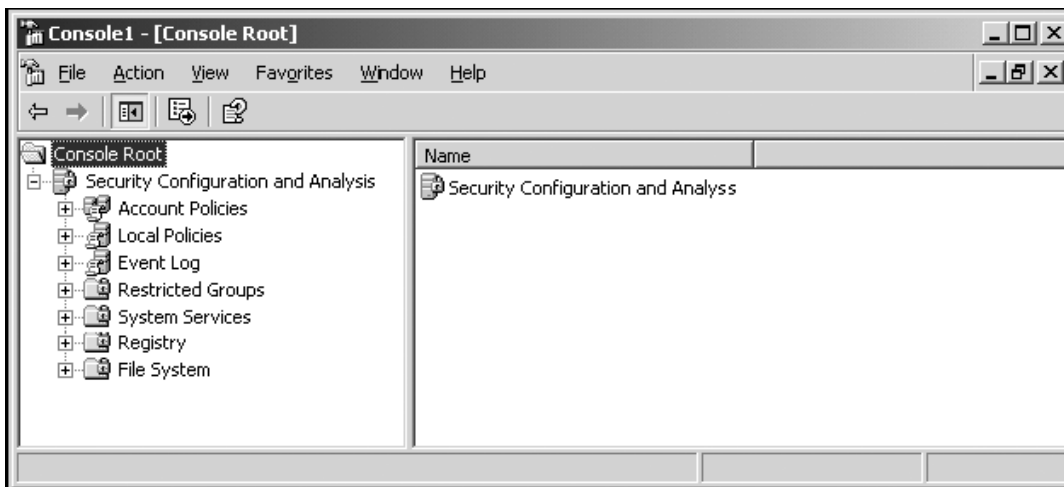 Console1 - [Console Root]
File Action View Favorites Window Help
Console Root
Security Configuration and Analysis
Account Policies
Local Policies
Event Log
Restricted Groups
System Services
Registry
File System
Name
Security Configuration and Analyss